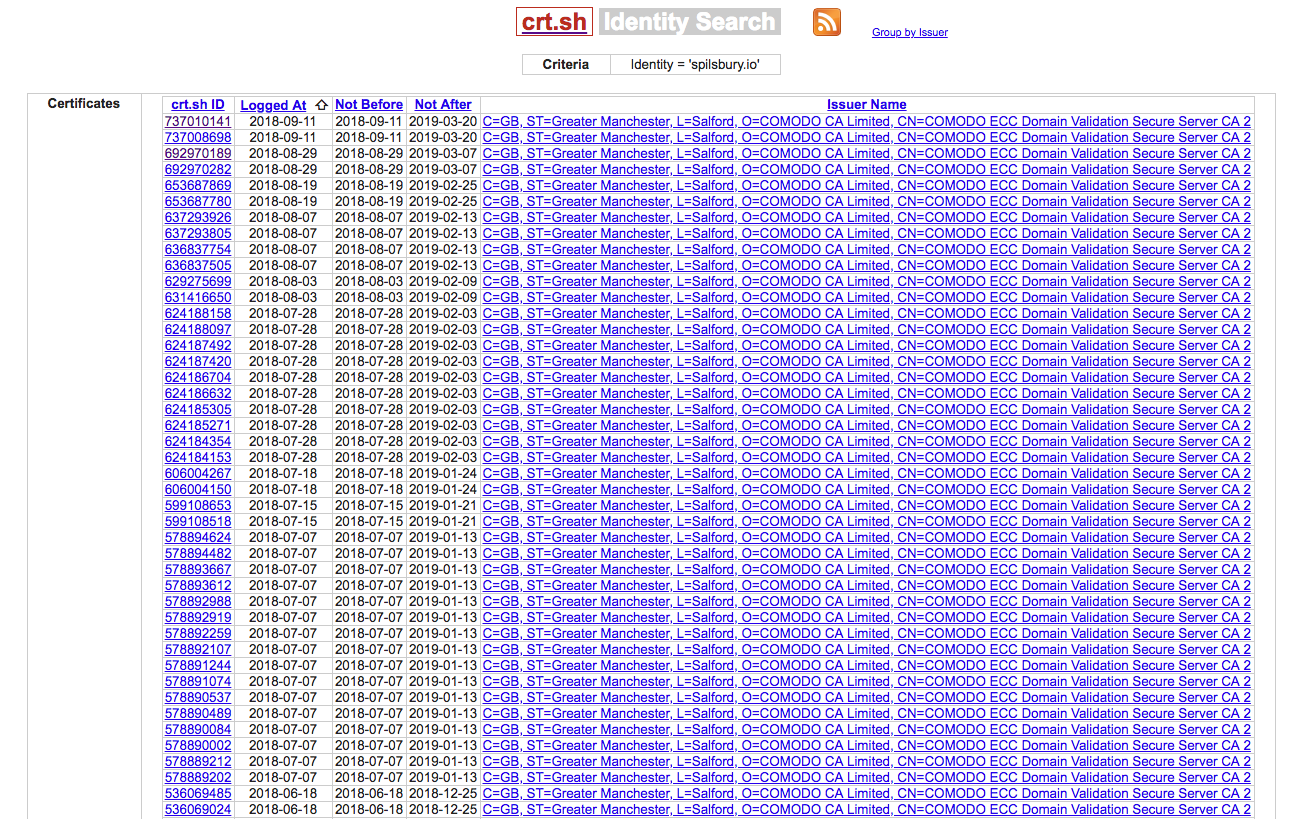 crt.sh Identity Search
Group by Issuer
Criteria Identity = 'spilsbury.io'
Certificates
crt.sh ID Logged At ⇧ Not Before Not After Issuer Name
737010141 2018-09-11 2018-09-11 2019-03-20 C=GB, ST=Greater Manchester, L=Salford, O=COMODO CA Limited, CN=COMODO ECC Domain Validation Secure Server CA 2
737008698 2018-09-11 2018-09-11 2019-03-20 C=GB, ST=Greater Manchester, L=Salford, O=COMODO CA Limited, CN=COMODO ECC Domain Validation Secure Server CA 2
692970189 2018-08-29 2018-08-29 2019-03-07 C=GB, ST=Greater Manchester, L=Salford, O=COMODO CA Limited, CN=COMODO ECC Domain Validation Secure Server CA 2
692970282 2018-08-29 2018-08-29 2019-03-07 C=GB, ST=Greater Manchester, L=Salford, O=COMODO CA Limited, CN=COMODO ECC Domain Validation Secure Server CA 2
653687869 2018-08-19 2018-08-19 2019-02-25 C=GB, ST=Greater Manchester, L=Salford, O=COMODO CA Limited, CN=COMODO ECC Domain Validation Secure Server CA 2
653687780 2018-08-19 2018-08-19 2019-02-25 C=GB, ST=Greater Manchester, L=Salford, O=COMODO CA Limited, CN=COMODO ECC Domain Validation Secure Server CA 2
637293926 2018-08-07 2018-08-07 2019-02-13 C=GB, ST=Greater Manchester, L=Salford, O=COMODO CA Limited, CN=COMODO ECC Domain Validation Secure Server CA 2
637293805 2018-08-07 2018-08-07 2019-02-13 C=GB, ST=Greater Manchester, L=Salford, O=COMODO CA Limited, CN=COMODO ECC Domain Validation Secure Server CA 2
636837754 2018-08-07 2018-08-07 2019-02-13 C=GB, ST=Greater Manchester, L=Salford, O=COMODO CA Limited, CN=COMODO ECC Domain Validation Secure Server CA 2
636837505 2018-08-07 2018-08-07 2019-02-13 C=GB, ST=Greater Manchester, L=Salford, O=COMODO CA Limited, CN=COMODO ECC Domain Validation Secure Server CA 2
629275699 2018-08-03 2018-08-03 2019-02-09 C=GB, ST=Greater Manchester, L=Salford, O=COMODO CA Limited, CN=COMODO ECC Domain Validation Secure Server CA 2
631416650 2018-08-03 2018-08-03 2019-02-09 C=GB, ST=Greater Manchester, L=Salford, O=COMODO CA Limited, CN=COMODO ECC Domain Validation Secure Server CA 2
624188158 2018-07-28 2018-07-28 2019-02-03 C=GB, ST=Greater Manchester, L=Salford, O=COMODO CA Limited, CN=COMODO ECC Domain Validation Secure Server CA 2
624188097 2018-07-28 2018-07-28 2019-02-03 C=GB, ST=Greater Manchester, L=Salford, O=COMODO CA Limited, CN=COMODO ECC Domain Validation Secure Server CA 2
624187492 2018-07-28 2018-07-28 2019-02-03 C=GB, ST=Greater Manchester, L=Salford, O=COMODO CA Limited, CN=COMODO ECC Domain Validation Secure Server CA 2
624187420 2018-07-28 2018-07-28 2019-02-03 C=GB, ST=Greater Manchester, L=Salford, O=COMODO CA Limited, CN=COMODO ECC Domain Validation Secure Server CA 2
624186704 2018-07-28 2018-07-28 2019-02-03 C=GB, ST=Greater Manchester, L=Salford, O=COMODO CA Limited, CN=COMODO ECC Domain Validation Secure Server CA 2
624186632 2018-07-28 2018-07-28 2019-02-03 C=GB, ST=Greater Manchester, L=Salford, O=COMODO CA Limited, CN=COMODO ECC Domain Validation Secure Server CA 2
624185305 2018-07-28 2018-07-28 2019-02-03 C=GB, ST=Greater Manchester, L=Salford, O=COMODO CA Limited, CN=COMODO ECC Domain Validation Secure Server CA 2
624185271 2018-07-28 2018-07-28 2019-02-03 C=GB, ST=Greater Manchester, L=Salford, O=COMODO CA Limited, CN=COMODO ECC Domain Validation Secure Server CA 2
624184354 2018-07-28 2018-07-28 2019-02-03 C=GB, ST=Greater Manchester, L=Salford, O=COMODO CA Limited, CN=COMODO ECC Domain Validation Secure Server CA 2
624184153 2018-07-28 2018-07-28 2019-02-03 C=GB, ST=Greater Manchester, L=Salford, O=COMODO CA Limited, CN=COMODO ECC Domain Validation Secure Server CA 2
606004267 2018-07-18 2018-07-18 2019-01-24 C=GB, ST=Greater Manchester, L=Salford, O=COMODO CA Limited, CN=COMODO ECC Domain Validation Secure Server CA 2
606004150 2018-07-18 2018-07-18 2019-01-24 C=GB, ST=Greater Manchester, L=Salford, O=COMODO CA Limited, CN=COMODO ECC Domain Validation Secure Server CA 2
599108653 2018-07-15 2018-07-15 2019-01-21 C=GB, ST=Greater Manchester, L=Salford, O=COMODO CA Limited, CN=COMODO ECC Domain Validation Secure Server CA 2
599108518 2018-07-15 2018-07-15 2019-01-21 C=GB, ST=Greater Manchester, L=Salford, O=COMODO CA Limited, CN=COMODO ECC Domain Validation Secure Server CA 2
578894624 2018-07-07 2018-07-07 2019-01-13 C=GB, ST=Greater Manchester, L=Salford, O=COMODO CA Limited, CN=COMODO ECC Domain Validation Secure Server CA 2
578894482 2018-07-07 2018-07-07 2019-01-13 C=GB, ST=Greater Manchester, L=Salford, O=COMODO CA Limited, CN=COMODO ECC Domain Validation Secure Server CA 2
578893667 2018-07-07 2018-07-07 2019-01-13 C=GB, ST=Greater Manchester, L=Salford, O=COMODO CA Limited, CN=COMODO ECC Domain Validation Secure Server CA 2
578893612 2018-07-07 2018-07-07 2019-01-13 C=GB, ST=Greater Manchester, L=Salford, O=COMODO CA Limited, CN=COMODO ECC Domain Validation Secure Server CA 2
578892988 2018-07-07 2018-07-07 2019-01-13 C=GB, ST=Greater Manchester, L=Salford, O=COMODO CA Limited, CN=COMODO ECC Domain Validation Secure Server CA 2
578892919 2018-07-07 2018-07-07 2019-01-13 C=GB, ST=Greater Manchester, L=Salford, O=COMODO CA Limited, CN=COMODO ECC Domain Validation Secure Server CA 2
578892259 2018-07-07 2018-07-07 2019-01-13 C=GB, ST=Greater Manchester, L=Salford, O=COMODO CA Limited, CN=COMODO ECC Domain Validation Secure Server CA 2
578892107 2018-07-07 2018-07-07 2019-01-13 C=GB, ST=Greater Manchester, L=Salford, O=COMODO CA Limited, CN=COMODO ECC Domain Validation Secure Server CA 2
578891244 2018-07-07 2018-07-07 2019-01-13 C=GB, ST=Greater Manchester, L=Salford, O=COMODO CA Limited, CN=COMODO ECC Domain Validation Secure Server CA 2
578891074 2018-07-07 2018-07-07 2019-01-13 C=GB, ST=Greater Manchester, L=Salford, O=COMODO CA Limited, CN=COMODO ECC Domain Validation Secure Server CA 2
578890537 2018-07-07 2018-07-07 2019-01-13 C=GB, ST=Greater Manchester, L=Salford, O=COMODO CA Limited, CN=COMODO ECC Domain Validation Secure Server CA 2
578890489 2018-07-07 2018-07-07 2019-01-13 C=GB, ST=Greater Manchester, L=Salford, O=COMODO CA Limited, CN=COMODO ECC Domain Validation Secure Server CA 2
578890084 2018-07-07 2018-07-07 2019-01-13 C=GB, ST=Greater Manchester, L=Salford, O=COMODO CA Limited, CN=COMODO ECC Domain Validation Secure Server CA 2
578890002 2018-07-07 2018-07-07 2019-01-13 C=GB, ST=Greater Manchester, L=Salford, O=COMODO CA Limited, CN=COMODO ECC Domain Validation Secure Server CA 2
578889212 2018-07-07 2018-07-07 2019-01-13 C=GB, ST=Greater Manchester, L=Salford, O=COMODO CA Limited, CN=COMODO ECC Domain Validation Secure Server CA 2
578889202 2018-07-07 2018-07-07 2019-01-13 C=GB, ST=Greater Manchester, L=Salford, O=COMODO CA Limited, CN=COMODO ECC Domain Validation Secure Server CA 2
536069485 2018-06-18 2018-06-18 2018-12-25 C=GB, ST=Greater Manchester, L=Salford, O=COMODO CA Limited, CN=COMODO ECC Domain Validation Secure Server CA 2
536069024 2018-06-18 2018-06-18 2018-12-25 C=GB, ST=Greater Manchester, L=Salford, O=COMODO CA Limited, CN=COMODO ECC Domain Validation Secure Server CA 2